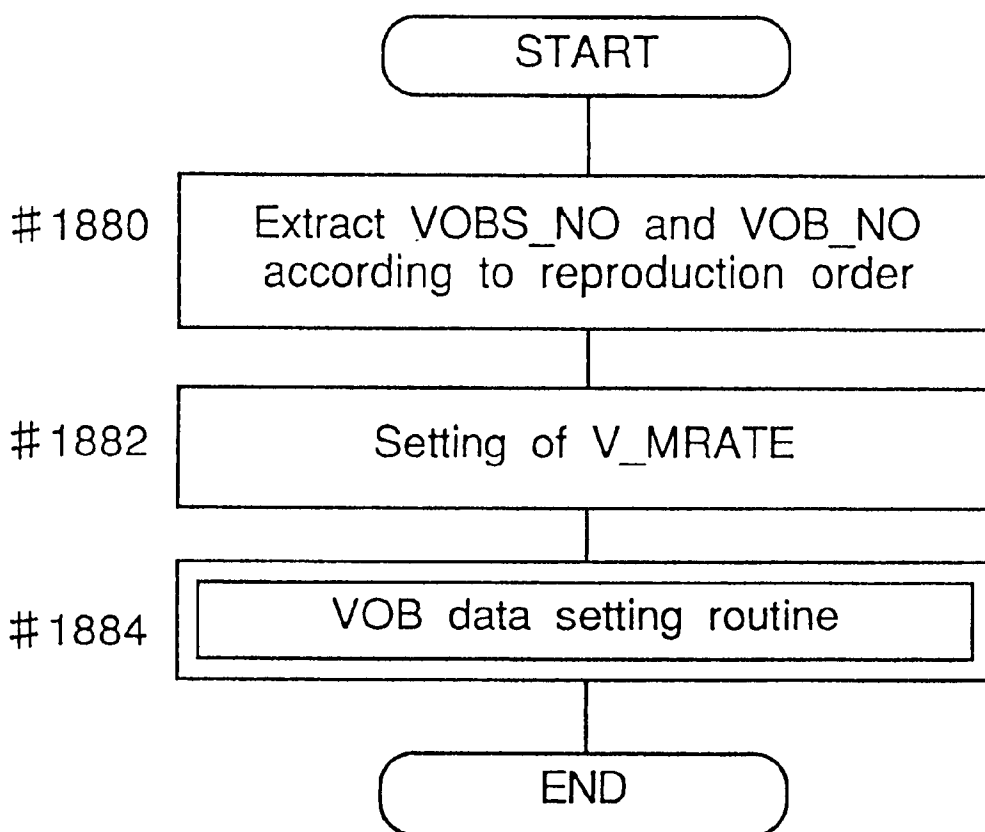 START
#1880
Extract VOBS_NO and VOB_NO
according to reproduction order
#1882
Setting of V_MRATE
#1884
VOB data setting routine
END